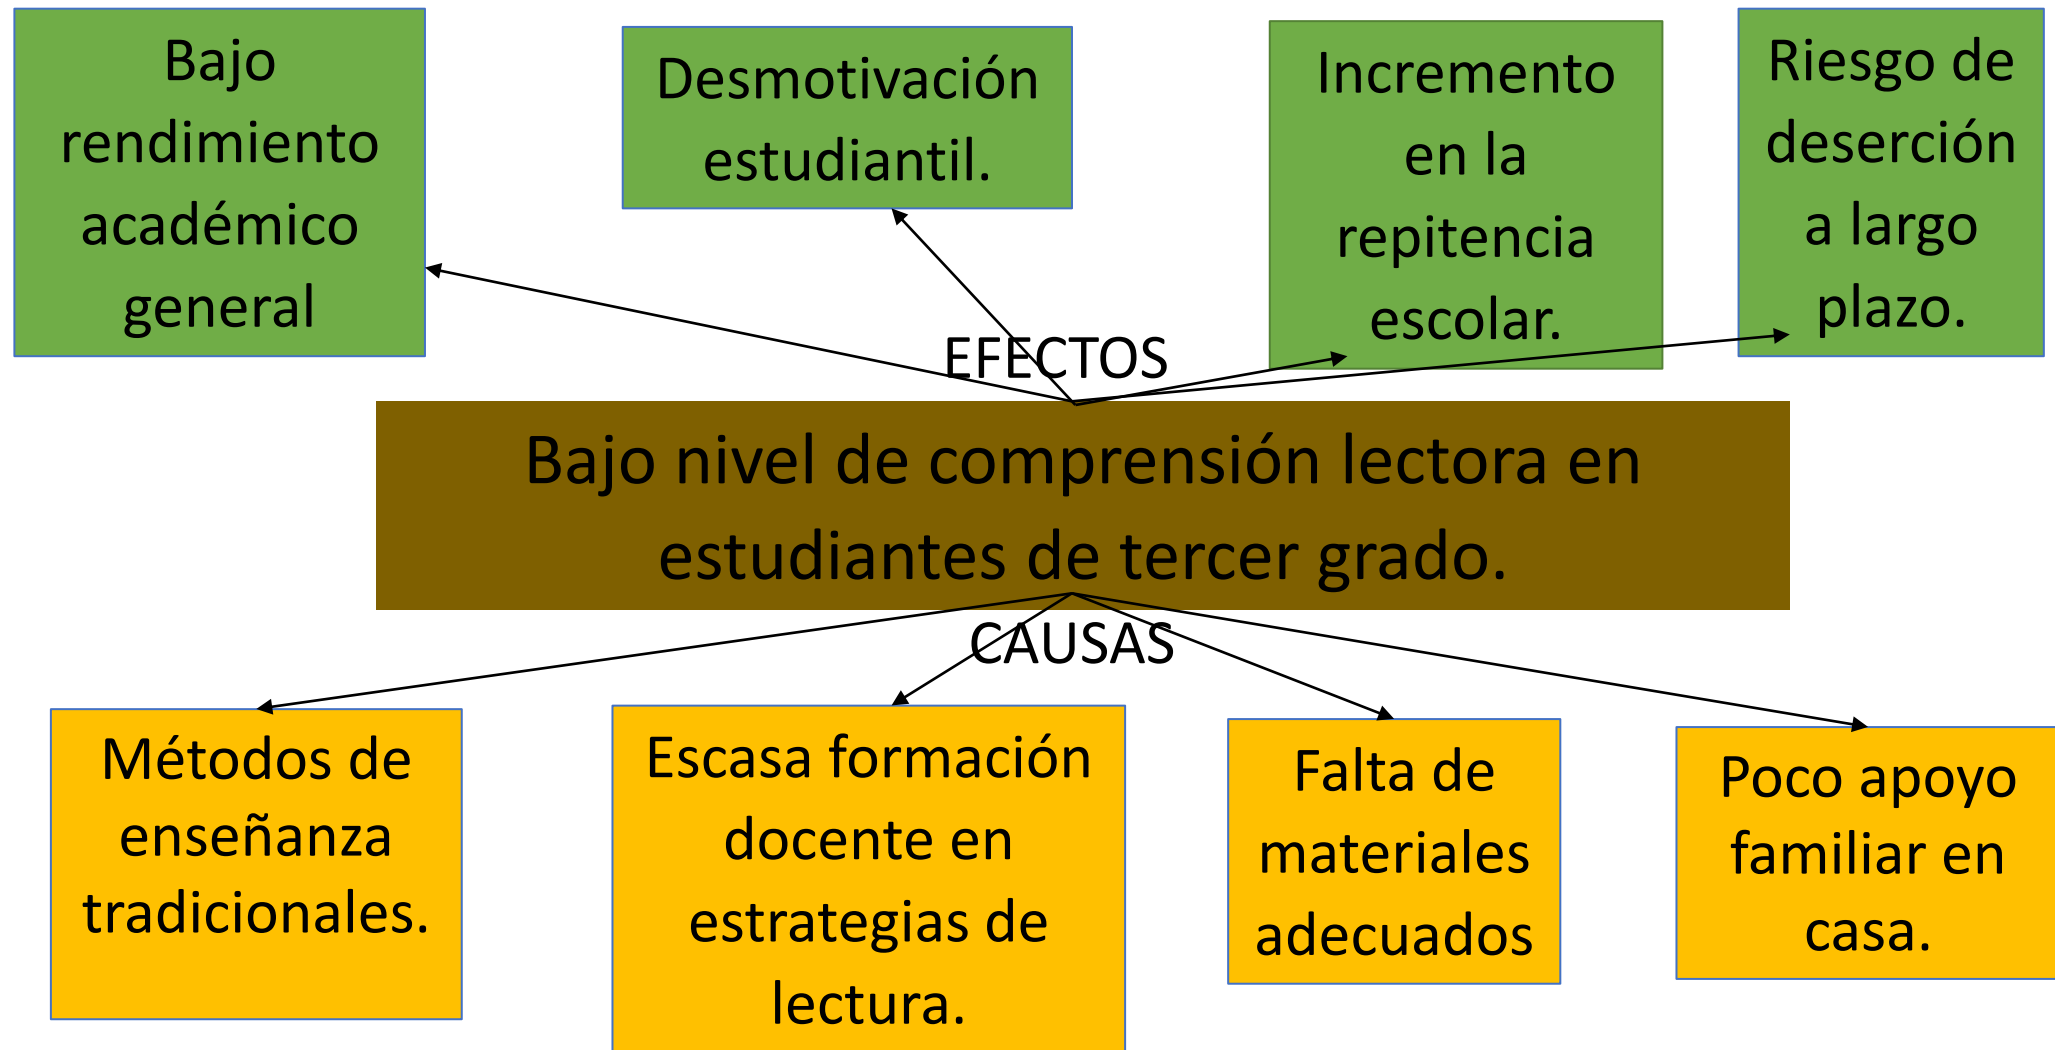 Bajo
rendimiento
académico
general
Desmotivación
estudiantil.
Incremento
en la
repitencia
escolar.
Riesgo de
deserción
a largo
plazo.
EFECTOS
Bajo nivel de comprensión lectora en
estudiantes de tercer grado.
CAUSAS
Métodos de
enseñanza
tradicionales.
Escasa formación
docente en
estrategias de
lectura.
Falta de
materiales
adecuados
Poco apoyo
familiar en
casa.